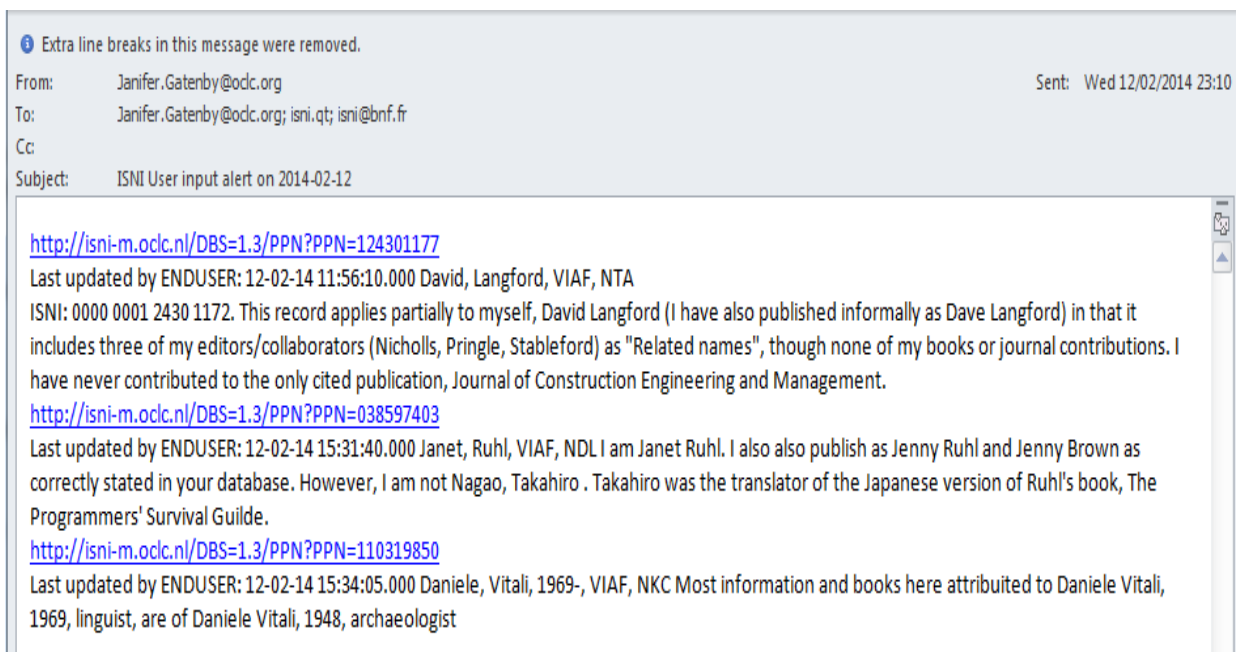 Extra line breaks in this message were removed.
From: Janifer.Gatenby@oclc.org Sent: Wed 12/02/2014 23:10
To: Janifer.Gatenby@oclc.org; isni.qt; isni@bnf.fr
Cc:
Subject: ISNI User input alert on 2014-02-12
http://isni-m.oclc.nl/DBS=1.3/PPN?PPN=124301177
Last updated by ENDUSER: 12-02-14 11:56:10.000 David, Langford, VIAF, NTA
ISNI: 0000 0001 2430 1172. This record applies partially to myself, David Langford (I have also published informally as Dave Langford) in that it
includes three of my editors/collaborators (Nicholls, Pringle, Stableford) as "Related names", though none of my books or journal contributions. I
have never contributed to the only cited publication, Journal of Construction Engineering and Management.
http://isni-m.oclc.nl/DBS=1.3/PPN?PPN=038597403
Last updated by ENDUSER: 12-02-14 15:31:40.000 Janet, Ruhl, VIAF, NDL I am Janet Ruhl. I also also publish as Jenny Ruhl and Jenny Brown as
correctly stated in your database. However, I am not Nagao, Takahiro . Takahiro was the translator of the Japanese version of Ruhl's book, The
Programmers' Survival Guilde.
http://isni-m.oclc.nl/DBS=1.3/PPN?PPN=110319850
Last updated by ENDUSER: 12-02-14 15:34:05.000 Daniele, Vitali, 1969-, VIAF, NKC Most information and books here attribuited to Daniele Vitali,
1969, linguist, are of Daniele Vitali, 1948, archaeologist